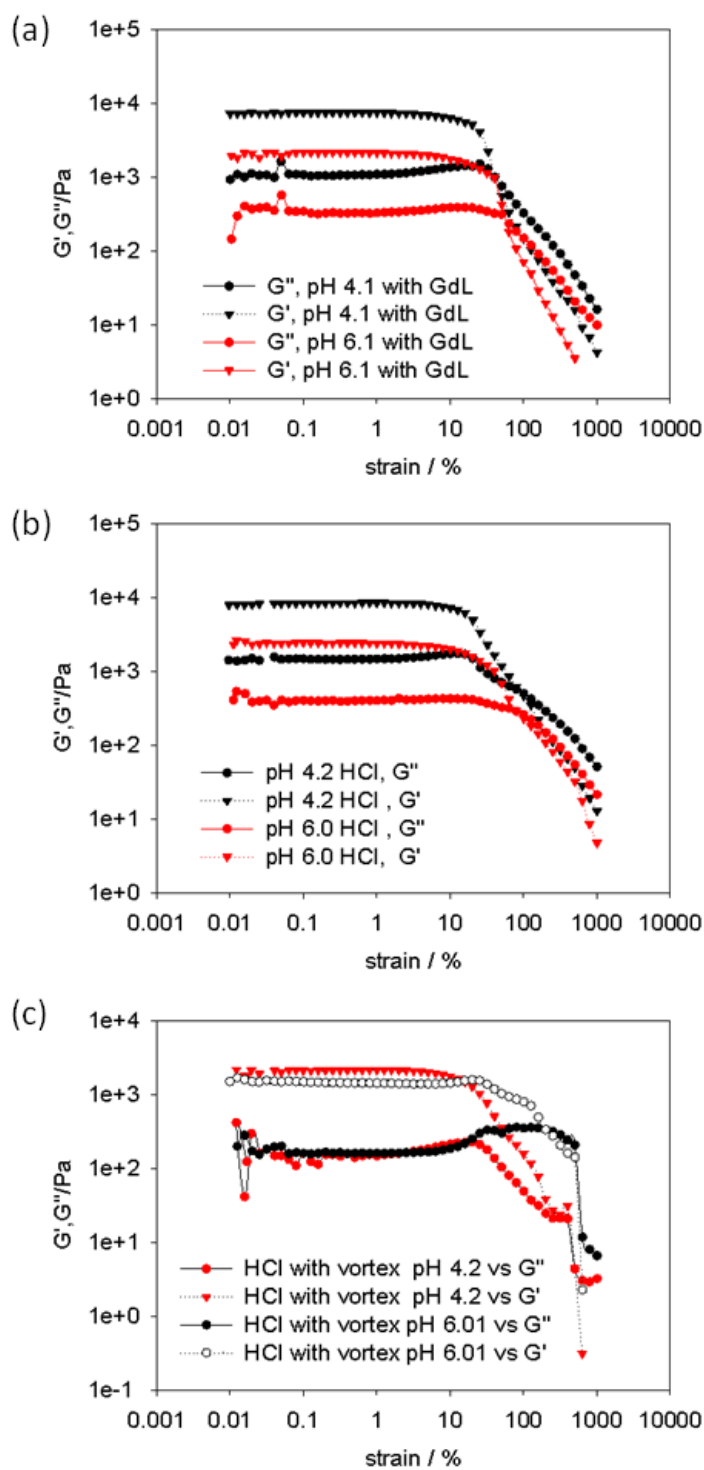 (a)
1e+5
1e+4
1e+3
1e+2
1e+1
1e+0
G',G''/Pa
G'', pH 4.1 with GdL
G', pH 4.1 with GdL
G'', pH 6.1 with GdL
G', pH 6.1 with GdL
0.001 0.01 0.1 1 10 100 1000 10000
strain / %
(b)
1e+5
1e+4
1e+3
1e+2
1e+1
1e+0
G',G''/Pa
pH 4.2 HCl, G''
pH 4.2 HCl , G'
pH 6.0 HCl , G''
pH 6.0 HCl, G'
0.001 0.01 0.1 1 10 100 1000 10000
strain / %
(c)
1e+4
1e+3
1e+2
1e+1
1e+0
1e-1
G',G''/Pa
HCl with vortex pH 4.2 vs G''
HCl with vortex pH 4.2 vs G'
HCl with vortex pH 6.01 vs G''
HCl with vortex pH 6.01 vs G'
0.001 0.01 0.1 1 10 100 1000 10000
strain / %